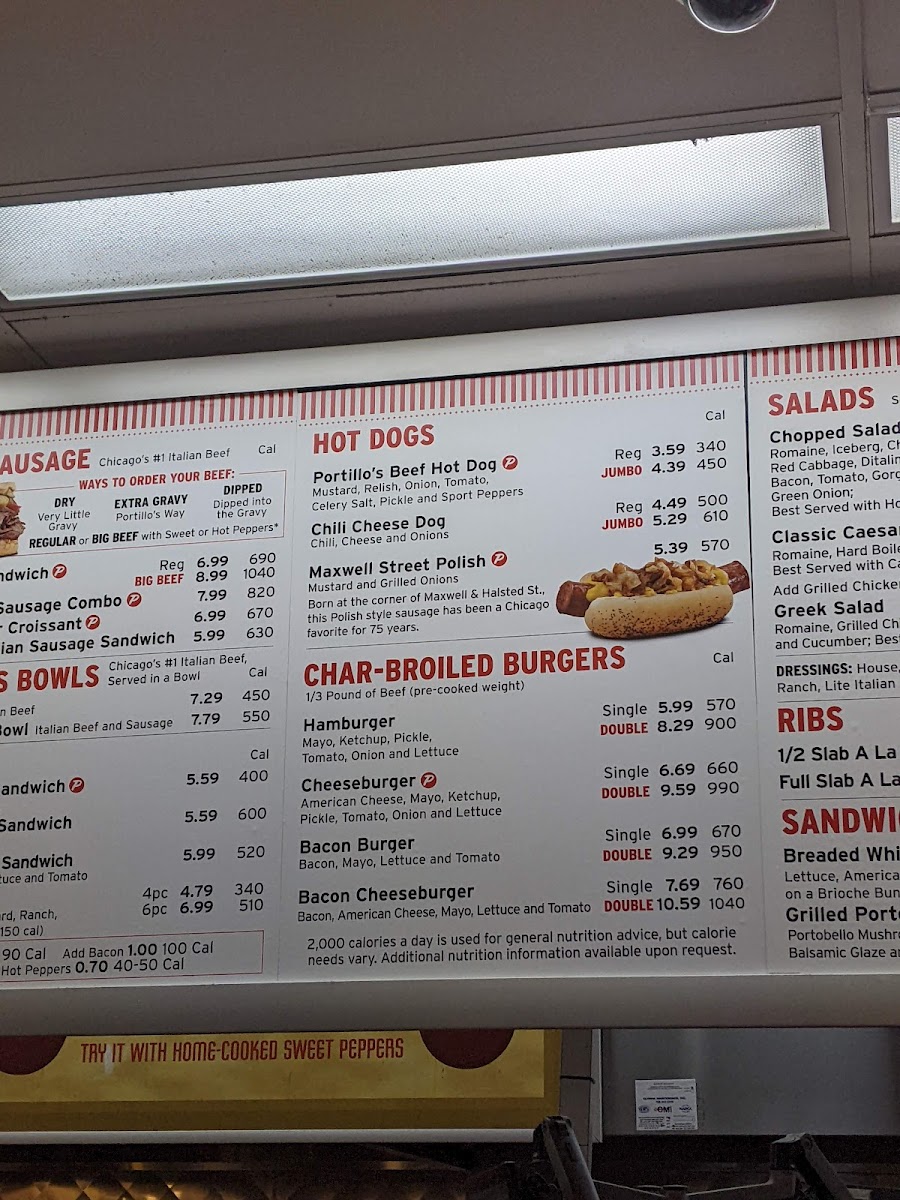 AUSAGE Chicago's #1 Italian Beef Cal
WAYS TO ORDER YOUR BEEF:
DRY
Very Little
Gravy
EXTRA GRAVY
Portillo's Way
DIPPED
Dipped into
the Gravy
REGULAR or BIG BEEF with Sweet or Hot Peppers*
ndwich P Reg 6.99 690
BIG BEEF 8.99 1040
Sausage Combo P 7.99 820
r Croissant P 6.99 670
ian Sausage Sandwich 5.99 630
S BOWLS Chicago's #1 Italian Beef,
Served in a Bowl Cal
n Beef 7.29 450
Bowl Italian Beef and Sausage 7.79 550
Cal
andwich P 5.59 400
Sandwich 5.59 600
Sandwich 5.99 520
tuce and Tomato
4pc 4.79 340
6pc 6.99 510
ard, Ranch,
150 cal)
90 Cal Add Bacon 1.00 100 Cal
Hot Peppers 0.70 40-50 Cal
HOT DOGS Cal
Portillo's Beef Hot Dog P Reg 3.59 340
JUMBO 4.39 450
Mustard, Relish, Onion, Tomato,
Celery Salt, Pickle and Sport Peppers
Chili Cheese Dog Reg 4.49 500
JUMBO 5.29 610
Chili, Cheese and Onions
Maxwell Street Polish P 5.39 570
Mustard and Grilled Onions
Born at the corner of Maxwell & Halsted St.,
this Polish style sausage has been a Chicago
favorite for 75 years.
CHAR-BROILED BURGERS Cal
1/3 Pound of Beef (pre-cooked weight)
Hamburger Single 5.99 570
DOUBLE 8.29 900
Mayo, Ketchup, Pickle,
Tomato, Onion and Lettuce
Cheeseburger P Single 6.69 660
DOUBLE 9.59 990
American Cheese, Mayo, Ketchup,
Pickle, Tomato, Onion and Lettuce
Bacon Burger Single 6.99 670
DOUBLE 9.29 950
Bacon, Mayo, Lettuce and Tomato
Bacon Cheeseburger Single 7.69 760
DOUBLE 10.59 1040
Bacon, American Cheese, Mayo, Lettuce and Tomato
2,000 calories a day is used for general nutrition advice, but calorie
needs vary. Additional nutrition information available upon request.
SALADS S
Chopped Salad
Romaine, Iceberg, Ch
Red Cabbage, Ditalin
Bacon, Tomato, Gorg
Green Onion;
Best Served with Ho
Classic Caesa
Romaine, Hard Boile
Best Served with Ca
Add Grilled Chicken
Greek Salad
Romaine, Grilled Ch
and Cucumber; Best
DRESSINGS: House,
Ranch, Lite Italian
RIBS
1/2 Slab A La
Full Slab A La
SANDWI
Breaded Whi
Lettuce, America
on a Brioche Bun
Grilled Porto
Portobello Mushro
Balsamic Glaze a
TRY IT WITH HOME-COOKED SWEET PEPPERS